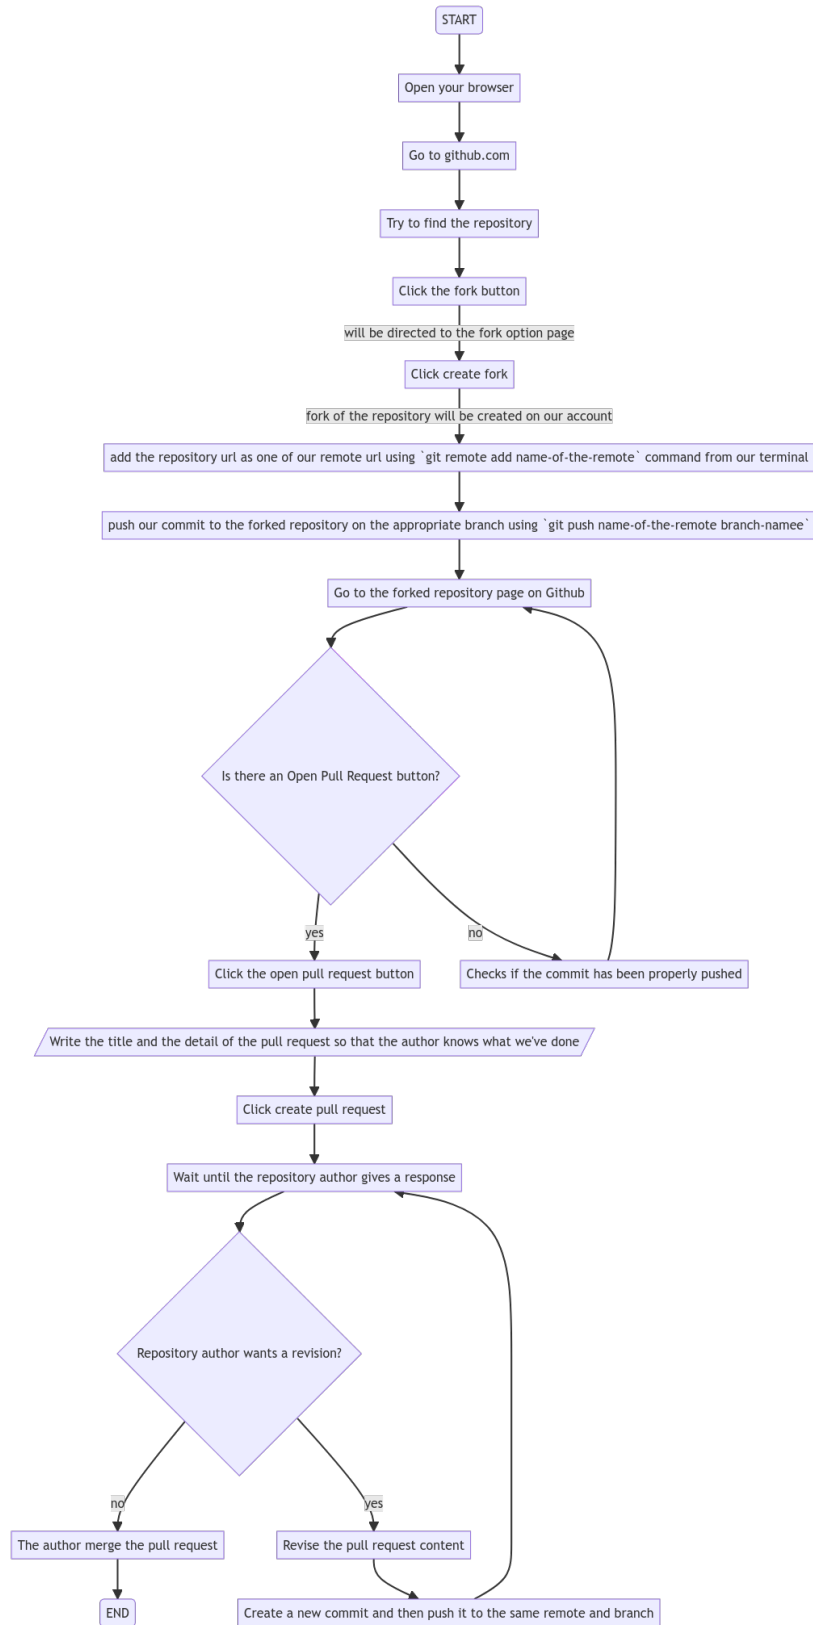 START
Open your browser
Go to github.com
Try to find the repository
Click the fork button
will be directed to the fork option page
Click create fork
fork of the repository will be created on our account
add the repository url as one of our remote url using `git remote add name-of-the-remote` command from our terminal
push our commit to the forked repository on the appropriate branch using `git push name-of-the-remote branch-namee`
Go to the forked repository page on Github
Is there an Open Pull Request button?
yes
no
Click the open pull request button
Checks if the commit has been properly pushed
Write the title and the detail of the pull request so that the author knows what we've done
Click create pull request
Wait until the repository author gives a response
Repository author wants a revision?
no
yes
The author merge the pull request
Revise the pull request content
END
Create a new commit and then push it to the same remote and branch